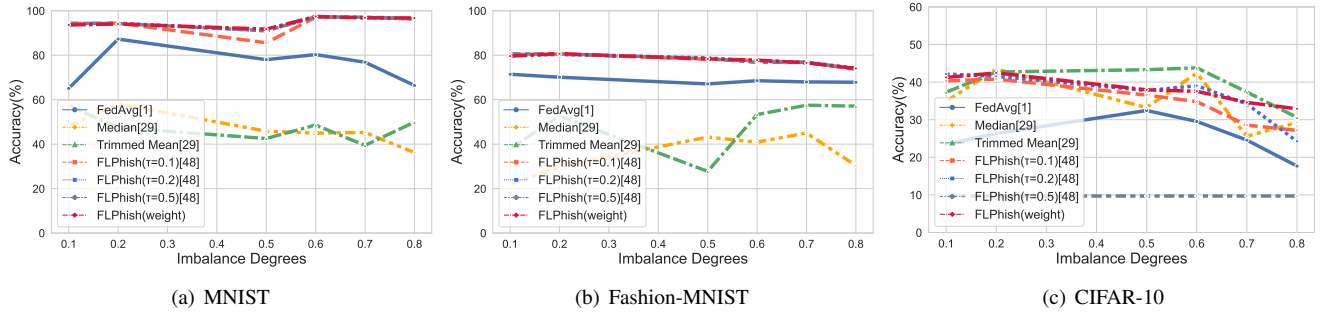 Accuracy(%)
100
80
60
40
20
0
FedAvg[1]
Median[29]
Trimmed Mean[29]
FLPhish(τ=0.1)[48]
FLPhish(τ=0.2)[48]
FLPhish(τ=0.5)[48]
FLPhish(weight)
0.1 0.2 0.3 0.4 0.5 0.6 0.7 0.8
Imbalance Degrees
(a) MNIST
Accuracy(%)
100
80
60
40
20
0
FedAvg[1]
Median[29]
Trimmed Mean[29]
FLPhish(τ=0.1)[48]
FLPhish(τ=0.2)[48]
FLPhish(τ=0.5)[48]
FLPhish(weight)
0.1 0.2 0.3 0.4 0.5 0.6 0.7 0.8
Imbalance Degrees
(b) Fashion-MNIST
Accuracy(%)
60
50
40
30
20
10
0
FedAvg[1]
Median[29]
Trimmed Mean[29]
FLPhish(τ=0.1)[48]
FLPhish(τ=0.2)[48]
FLPhish(τ=0.5)[48]
FLPhish(weight)
0.1 0.2 0.3 0.4 0.5 0.6 0.7 0.8
Imbalance Degrees
(c) CIFAR-10